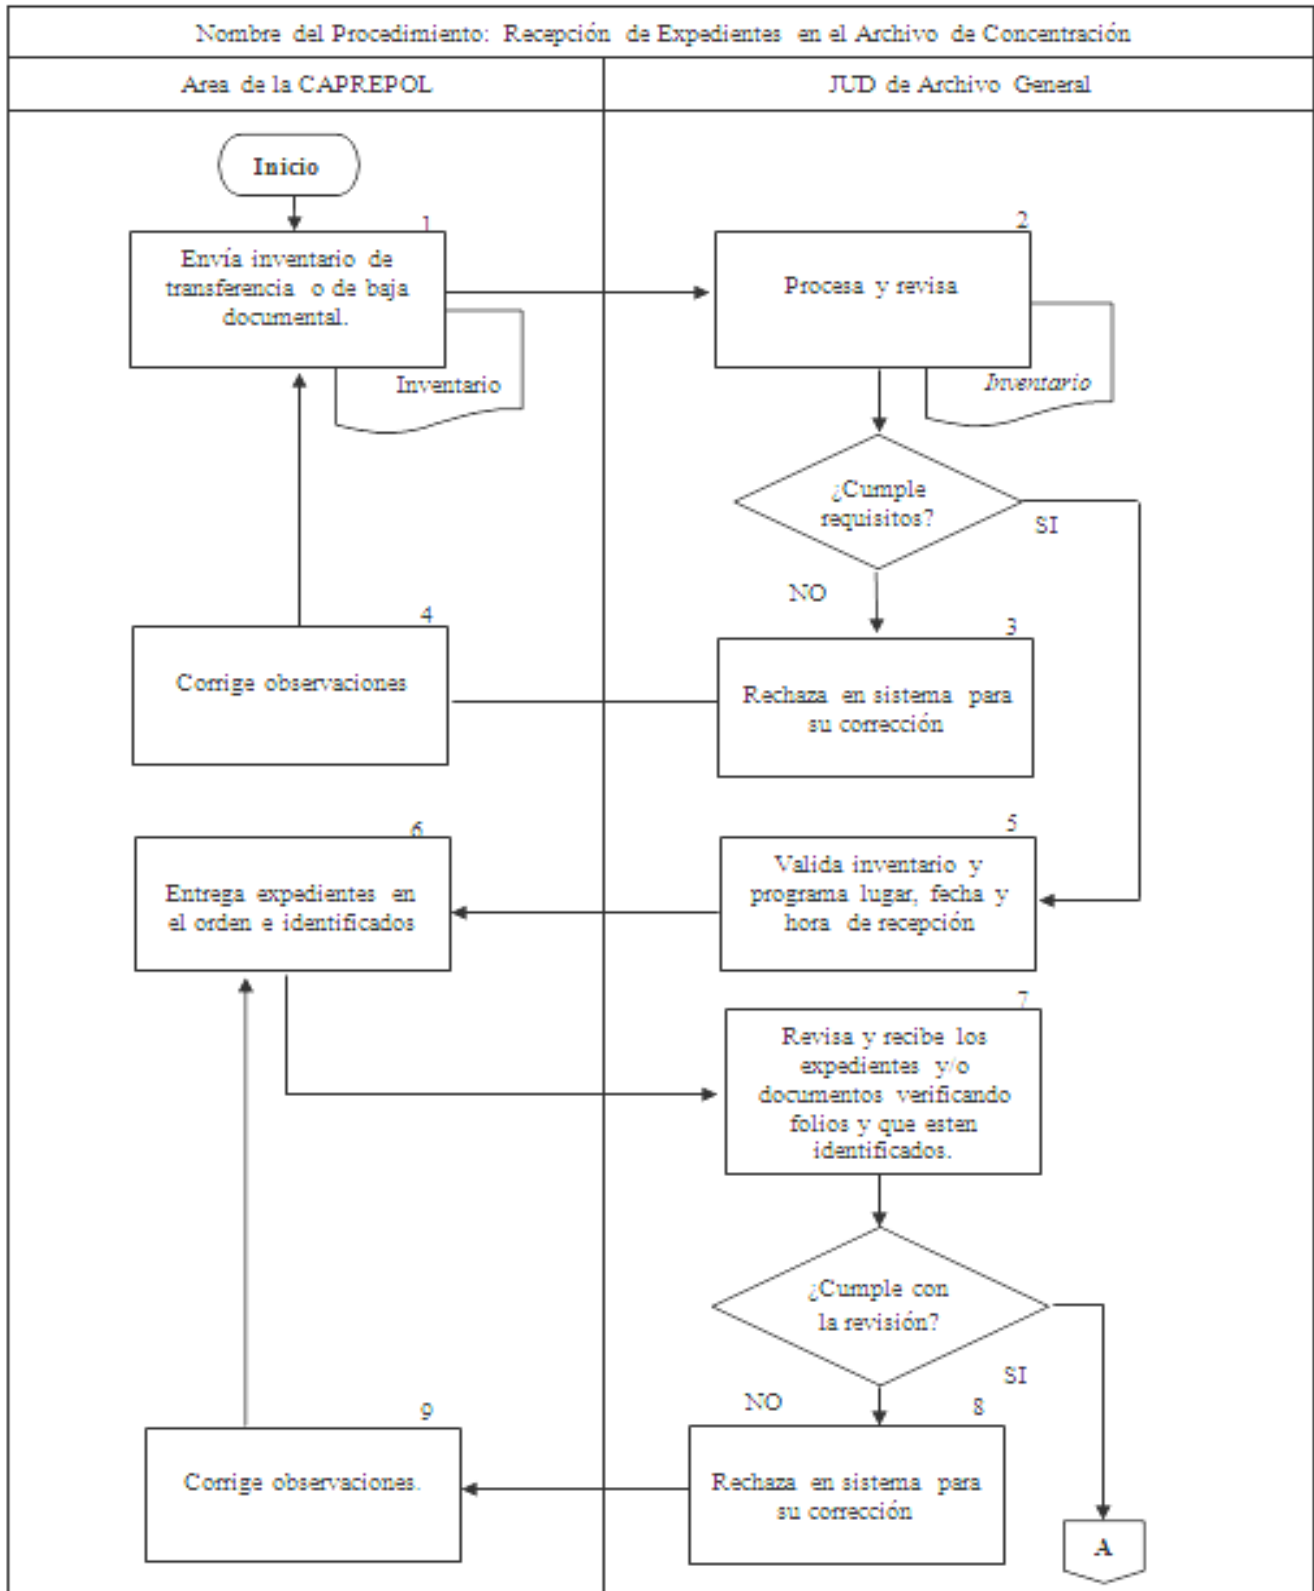 Nombre del Procedimiento: Recepción de Expedientes en el Archivo de Concentración
Area de la CAPREPOL
JUD de Archivo General
Inicio
1
Envía inventario de
transferencia o de baja
documental.
Inventario
2
Procesa y revisa
Inventario
¿Cumple
requisitos?
SI
NO
3
Rechaza en sistema para
su corrección
4
Corrige observaciones
5
Valida inventario y
programa lugar, fecha y
hora de recepción
6
Entrega expedientes en
el orden e identificados
7
Revisa y recibe los
expedientes y/o
documentos verificando
folios y que esten
identificados.
¿Cumple con
la revisión?
SI
NO
8
Rechaza en sistema para
su corrección
9
Corrige observaciones.
A